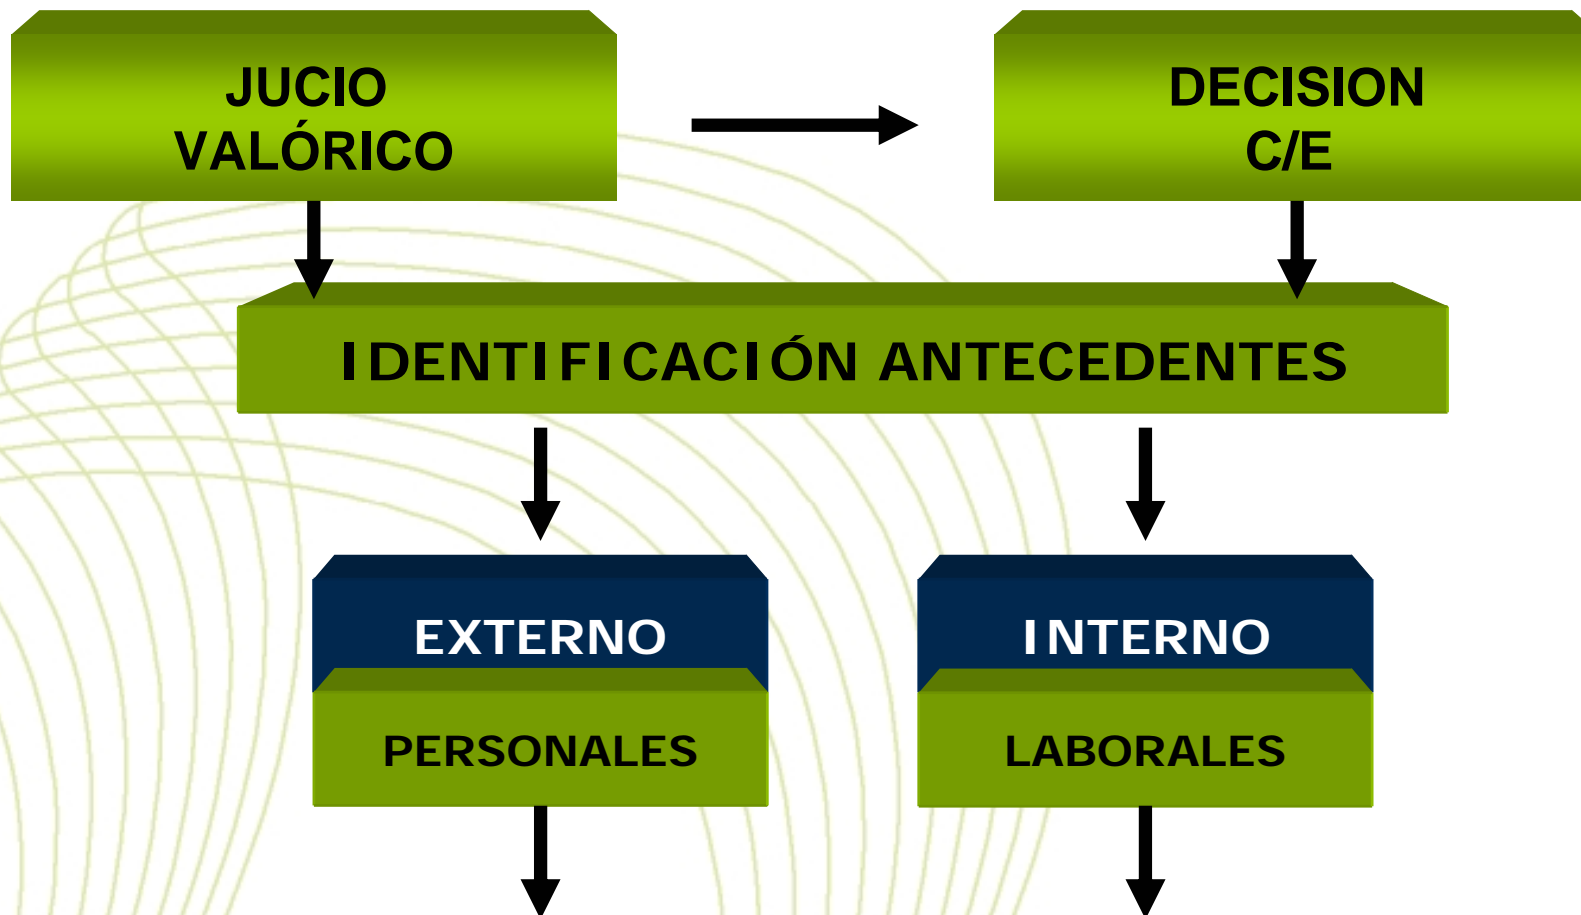 JUCIO
VALÓRICO
DECISION
C/E
IDENTIFICACIÓN ANTECEDENTES
EXTERNO
INTERNO
PERSONALES
LABORALES